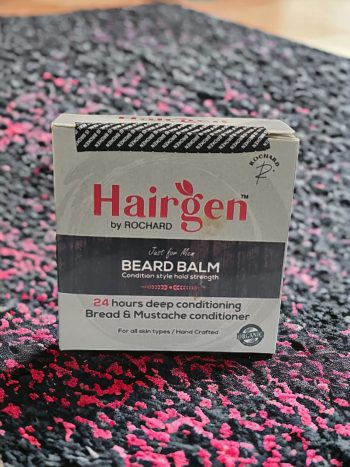 ROCHARD
R.
Hairgen™
by ROCHARD
Just for Men
BEARD BALM
Condition style hold strength
24 hours deep conditioning
Bread & Mustache conditioner
For all skin types / Hand Crafted
ORGANIC